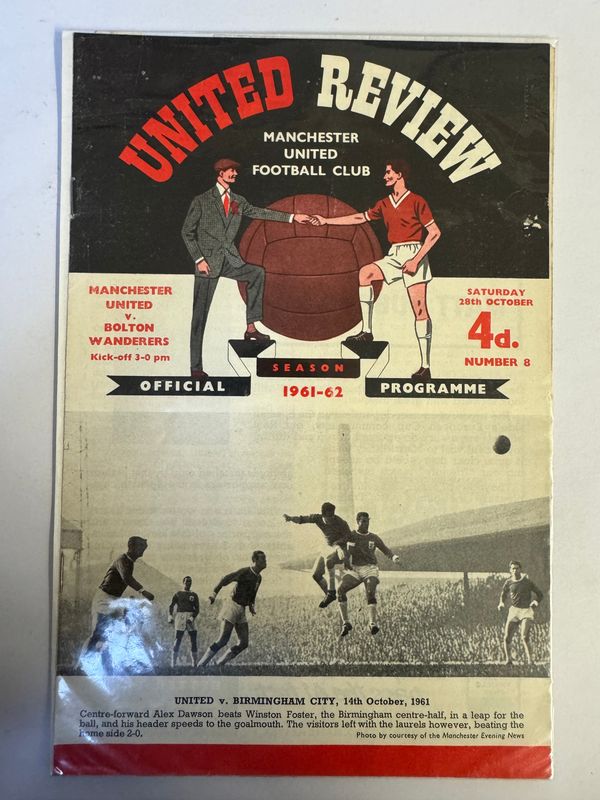 UNITED REVIEW
MANCHESTER
UNITED
FOOTBALL CLUB
MANCHESTER
UNITED
v.
BOLTON
WANDERERS
Kick-off 3-0 pm
SATURDAY
28th OCTOBER
4d.
NUMBER 8
SEASON
OFFICIAL
1961-62
PROGRAMME
UNITED v. BIRMINGHAM CITY, 14th October, 1961
Centre-forward Alex Dawson beats Winston Foster, the Birmingham centre-half, in a leap for the
ball, and his header speeds to the goalmouth. The visitors left with the laurels however, beating the
home side 2-0.
Photo by courtesy of the Manchester Evening News